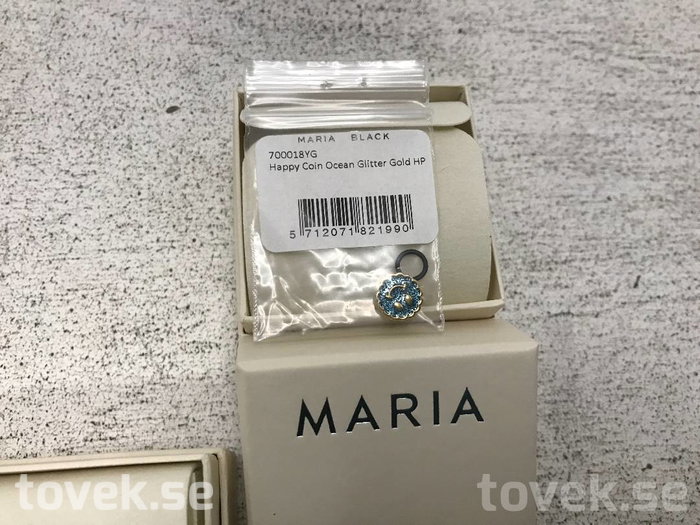 MARIA BLACK
700018YG
Happy Coin Ocean Glitter Gold HP
5 712071 821990
MARIA
tovek.se tovek.se